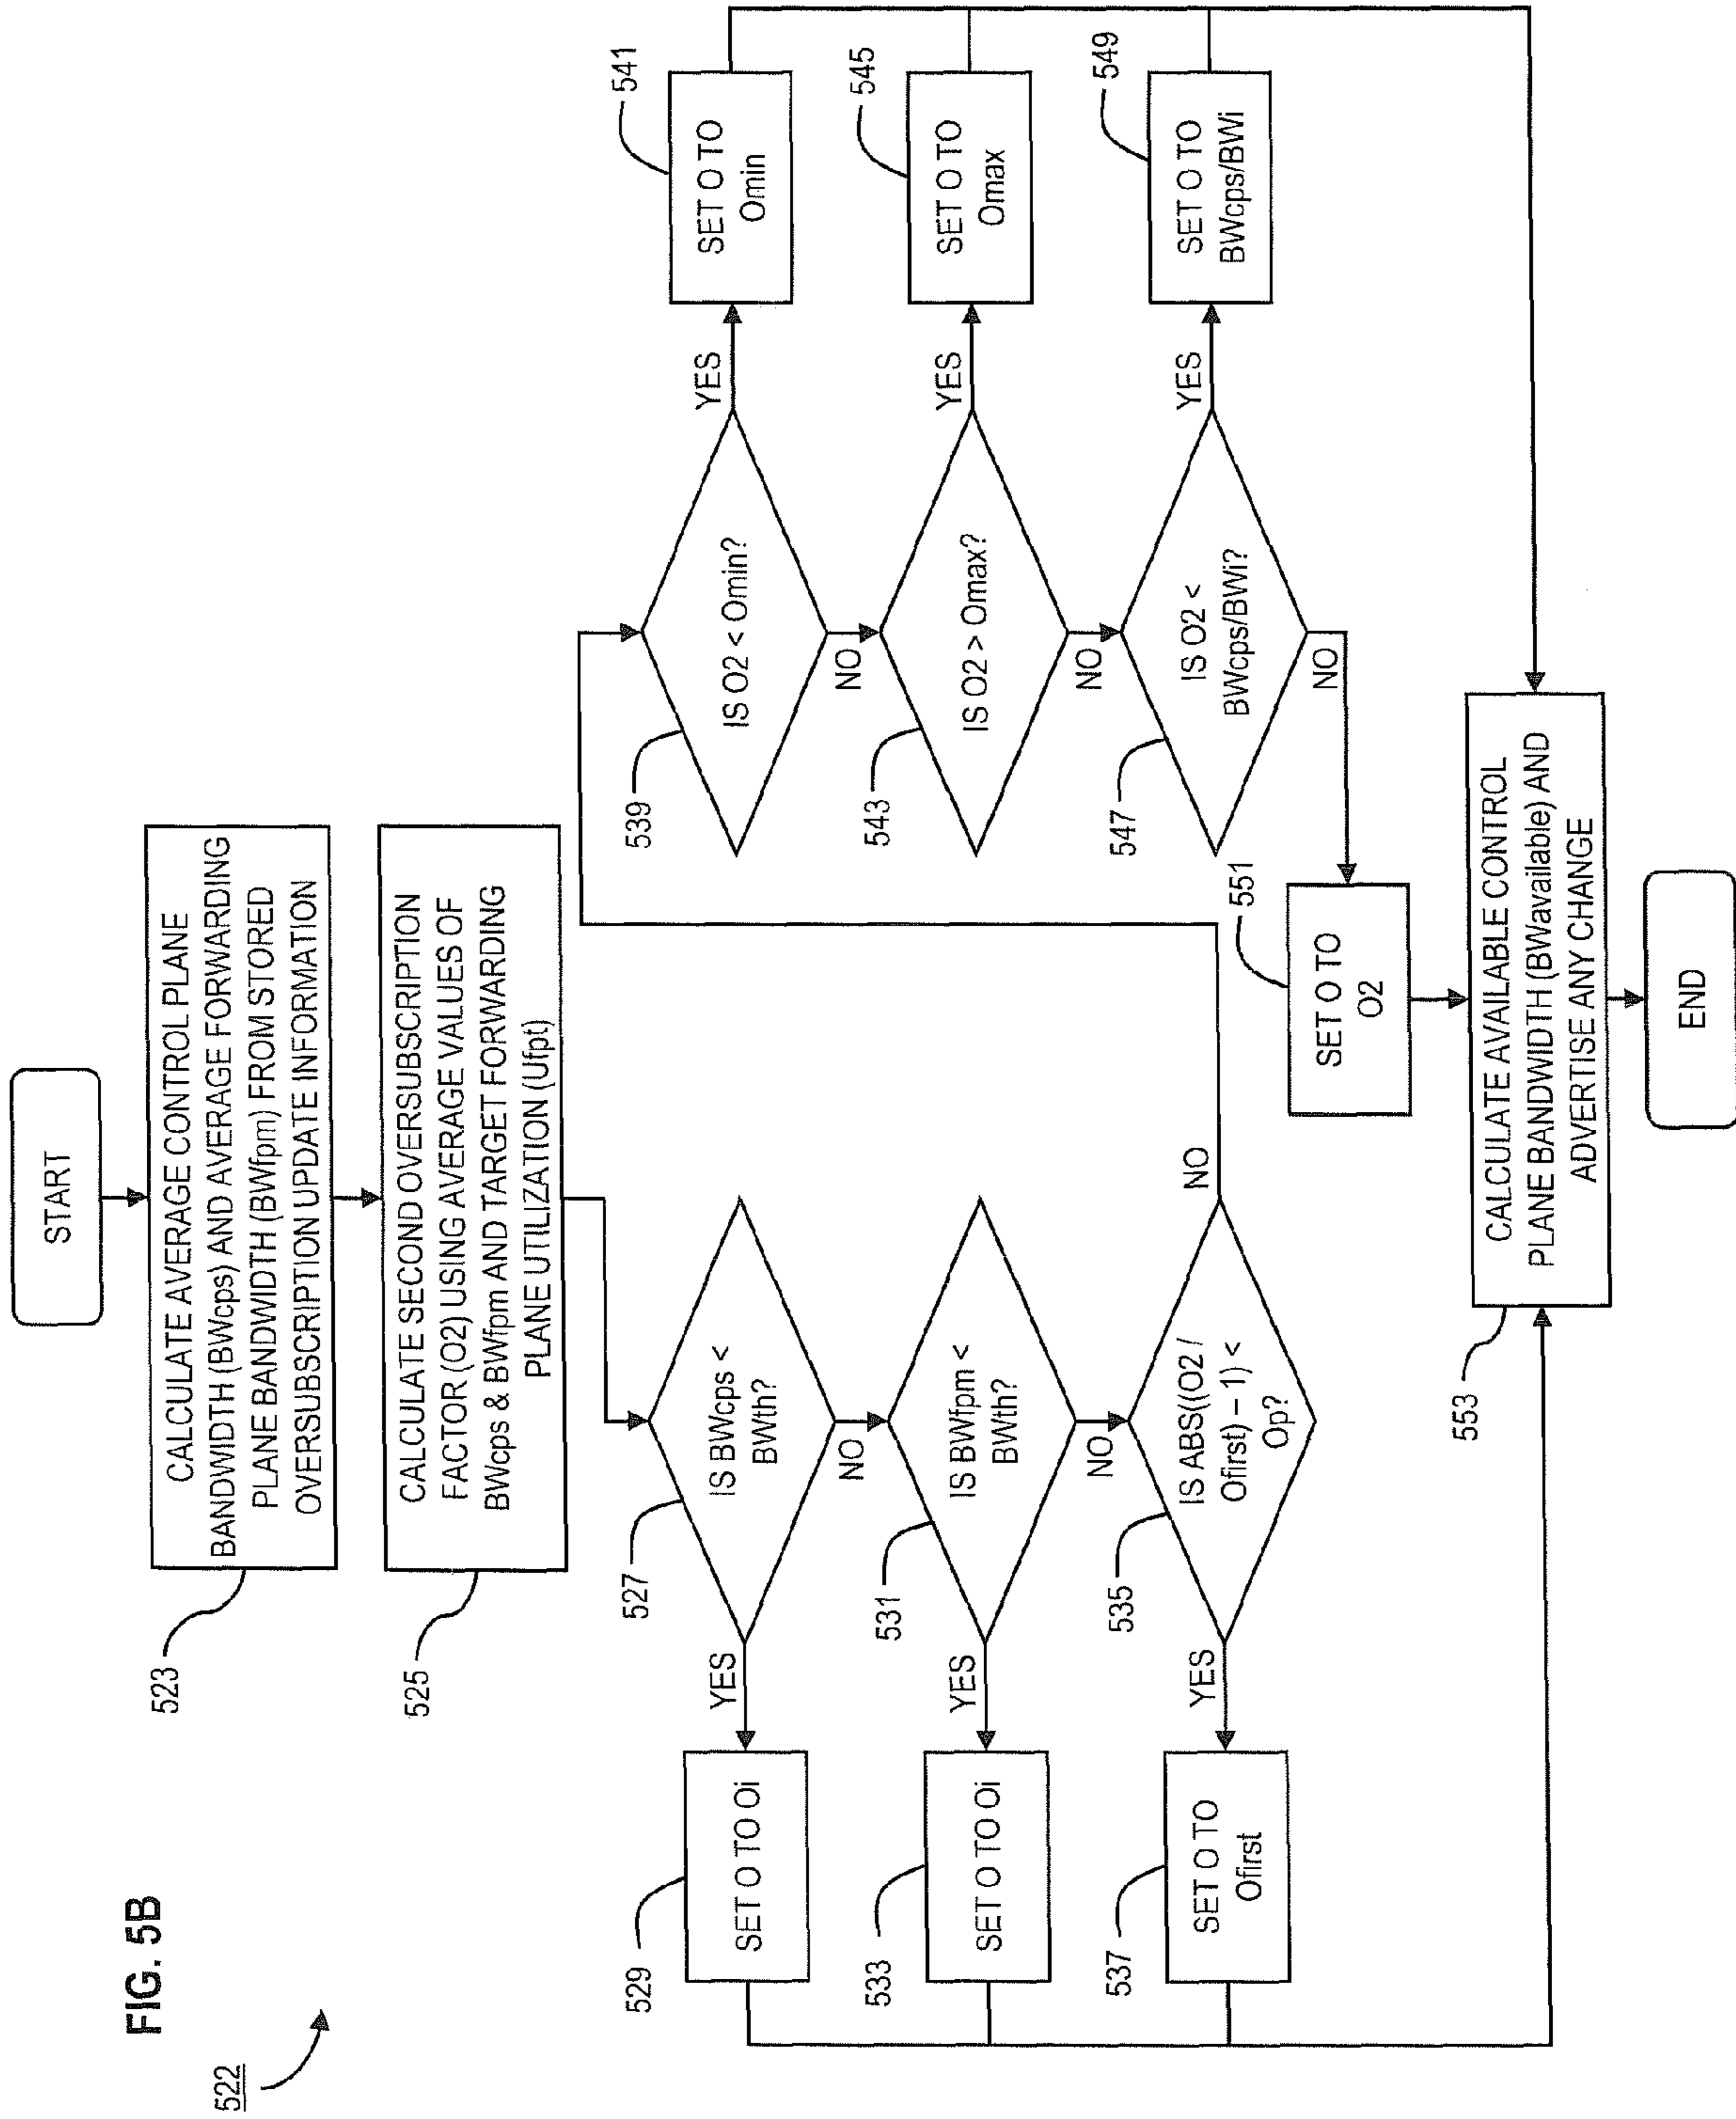 FIG. 5B
522
START
CALCULATE AVERAGE CONTROL PLANE
BANDWIDTH (BWcps) AND AVERAGE FORWARDING
PLANE BANDWIDTH (BWfpm) FROM STORED
OVERSUBSCRIPTION UPDATE INFORMATION
523
CALCULATE SECOND OVERSUBSCRIPTION
FACTOR (O2) USING AVERAGE VALUES OF
BWcps & BWfpm AND TARGET FORWARDING
PLANE UTILIZATION (Ufpt)
525
IS BWcps <
BWth?
527
YES
NO
SET O TO Oi
529
IS BWfpm <
BWth?
531
YES
NO
SET O TO Oi
533
IS ABS((O2 /
Ofirst) – 1) <
Op?
535
YES
NO
SET O TO
Ofirst
537
IS O2 < Omin?
539
YES
NO
SET O TO
Omin
541
IS O2 > Omax?
543
YES
NO
SET O TO
Omax
545
IS O2 <
BWcps/BWi?
547
YES
NO
SET O TO
BWcps/BWi
549
SET O TO
O2
551
CALCULATE AVAILABLE CONTROL
PLANE BANDWIDTH (BWavailable) AND
ADVERTISE ANY CHANGE
553
END